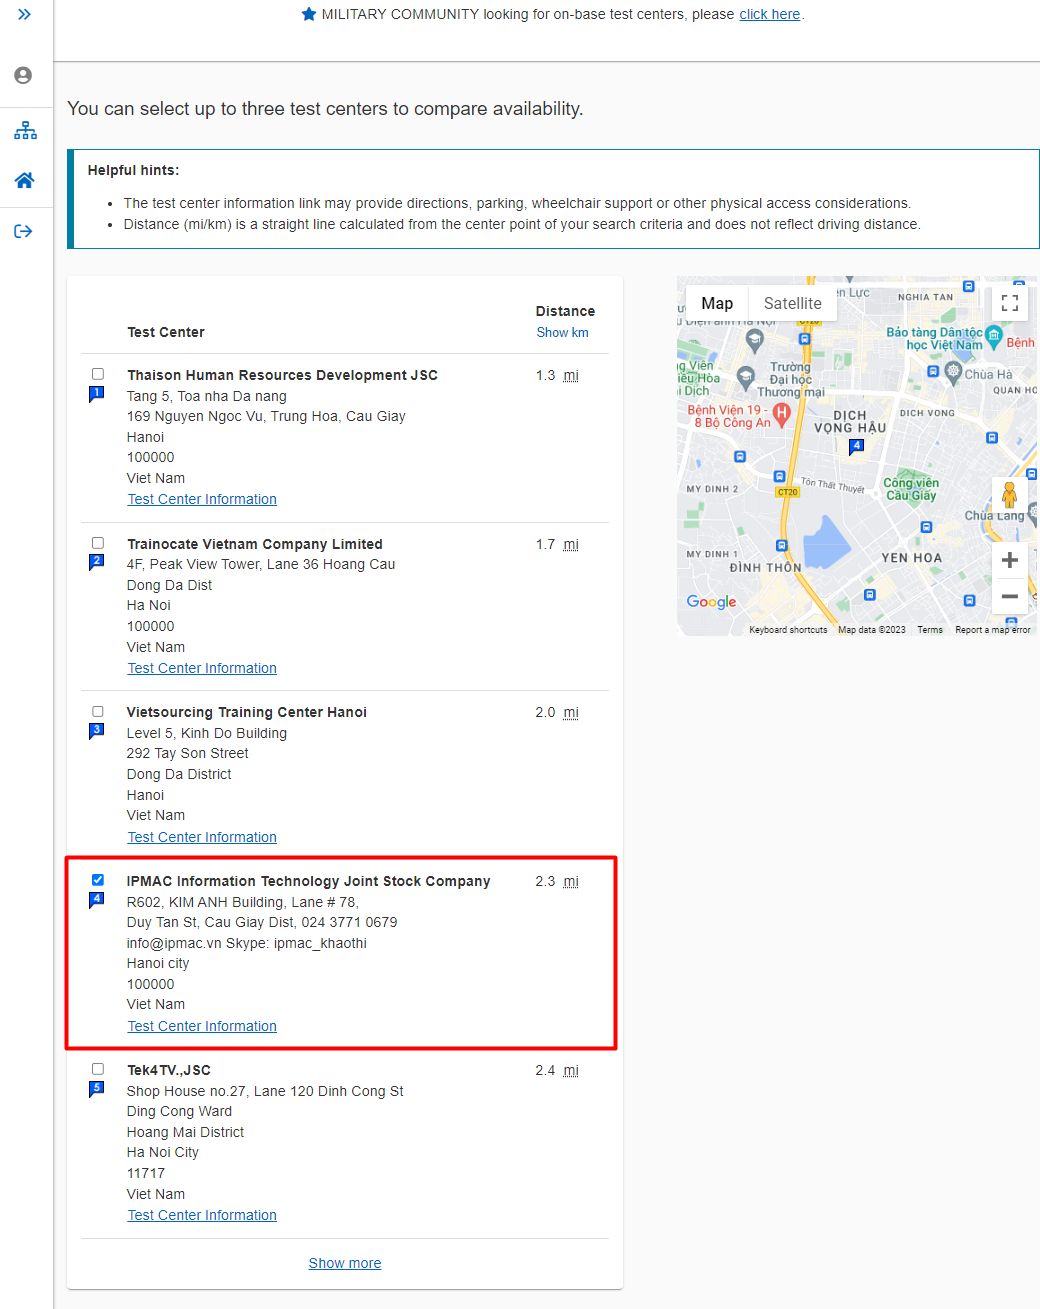 ★ MILITARY COMMUNITY looking for on-base test centers, please click here.
You can select up to three test centers to compare availability.
Helpful hints:
• The test center information link may provide directions, parking, wheelchair support or other physical access considerations.
• Distance (mi/km) is a straight line calculated from the center point of your search criteria and does not reflect driving distance.
Test Center
Distance
Show km
Thaison Human Resources Development JSC 1.3 mi
1
Tang 5, Toa nha Da nang
169 Nguyen Ngoc Vu, Trung Hoa, Cau Giay
Hanoi
100000
Viet Nam
Test Center Information
Trainocate Vietnam Company Limited 1.7 mi
2
4F, Peak View Tower, Lane 36 Hoang Cau
Dong Da Dist
Ha Noi
100000
Viet Nam
Test Center Information
Vietsourcing Training Center Hanoi 2.0 mi
3
Level 5, Kinh Do Building
292 Tay Son Street
Dong Da District
Hanoi
Viet Nam
Test Center Information
IPMAC Information Technology Joint Stock Company 2.3 mi
4
R602, KIM ANH Building, Lane # 78,
Duy Tan St, Cau Giay Dist, 024 3771 0679
info@ipmac.vn Skype: ipmac_khaothi
Hanoi city
100000
Viet Nam
Test Center Information
Tek4TV.,JSC 2.4 mi
5
Shop House no.27, Lane 120 Dinh Cong St
Ding Cong Ward
Hoang Mai District
Ha Noi City
11717
Viet Nam
Test Center Information
Show more
Map Satellite
NGHIA TAN
Bảo tàng Dân tộc
học Việt Nam
Bệnh
Trường
Đại học
Thương mại
Chùa Hà
QUAN HO
Bệnh Viện 19 -
8 Bộ Công An
DỊCH
VỌNG HẬU
DICH VONG
4
MY DINH 2
CT20
Tôn Thất Thuyết
Công viên
Cầu Giấy
Chùa Láng
MY DINH 1
ĐÌNH THÔN
YEN HOA
Google
Keyboard shortcuts Map data ©2023 Terms Report a map error